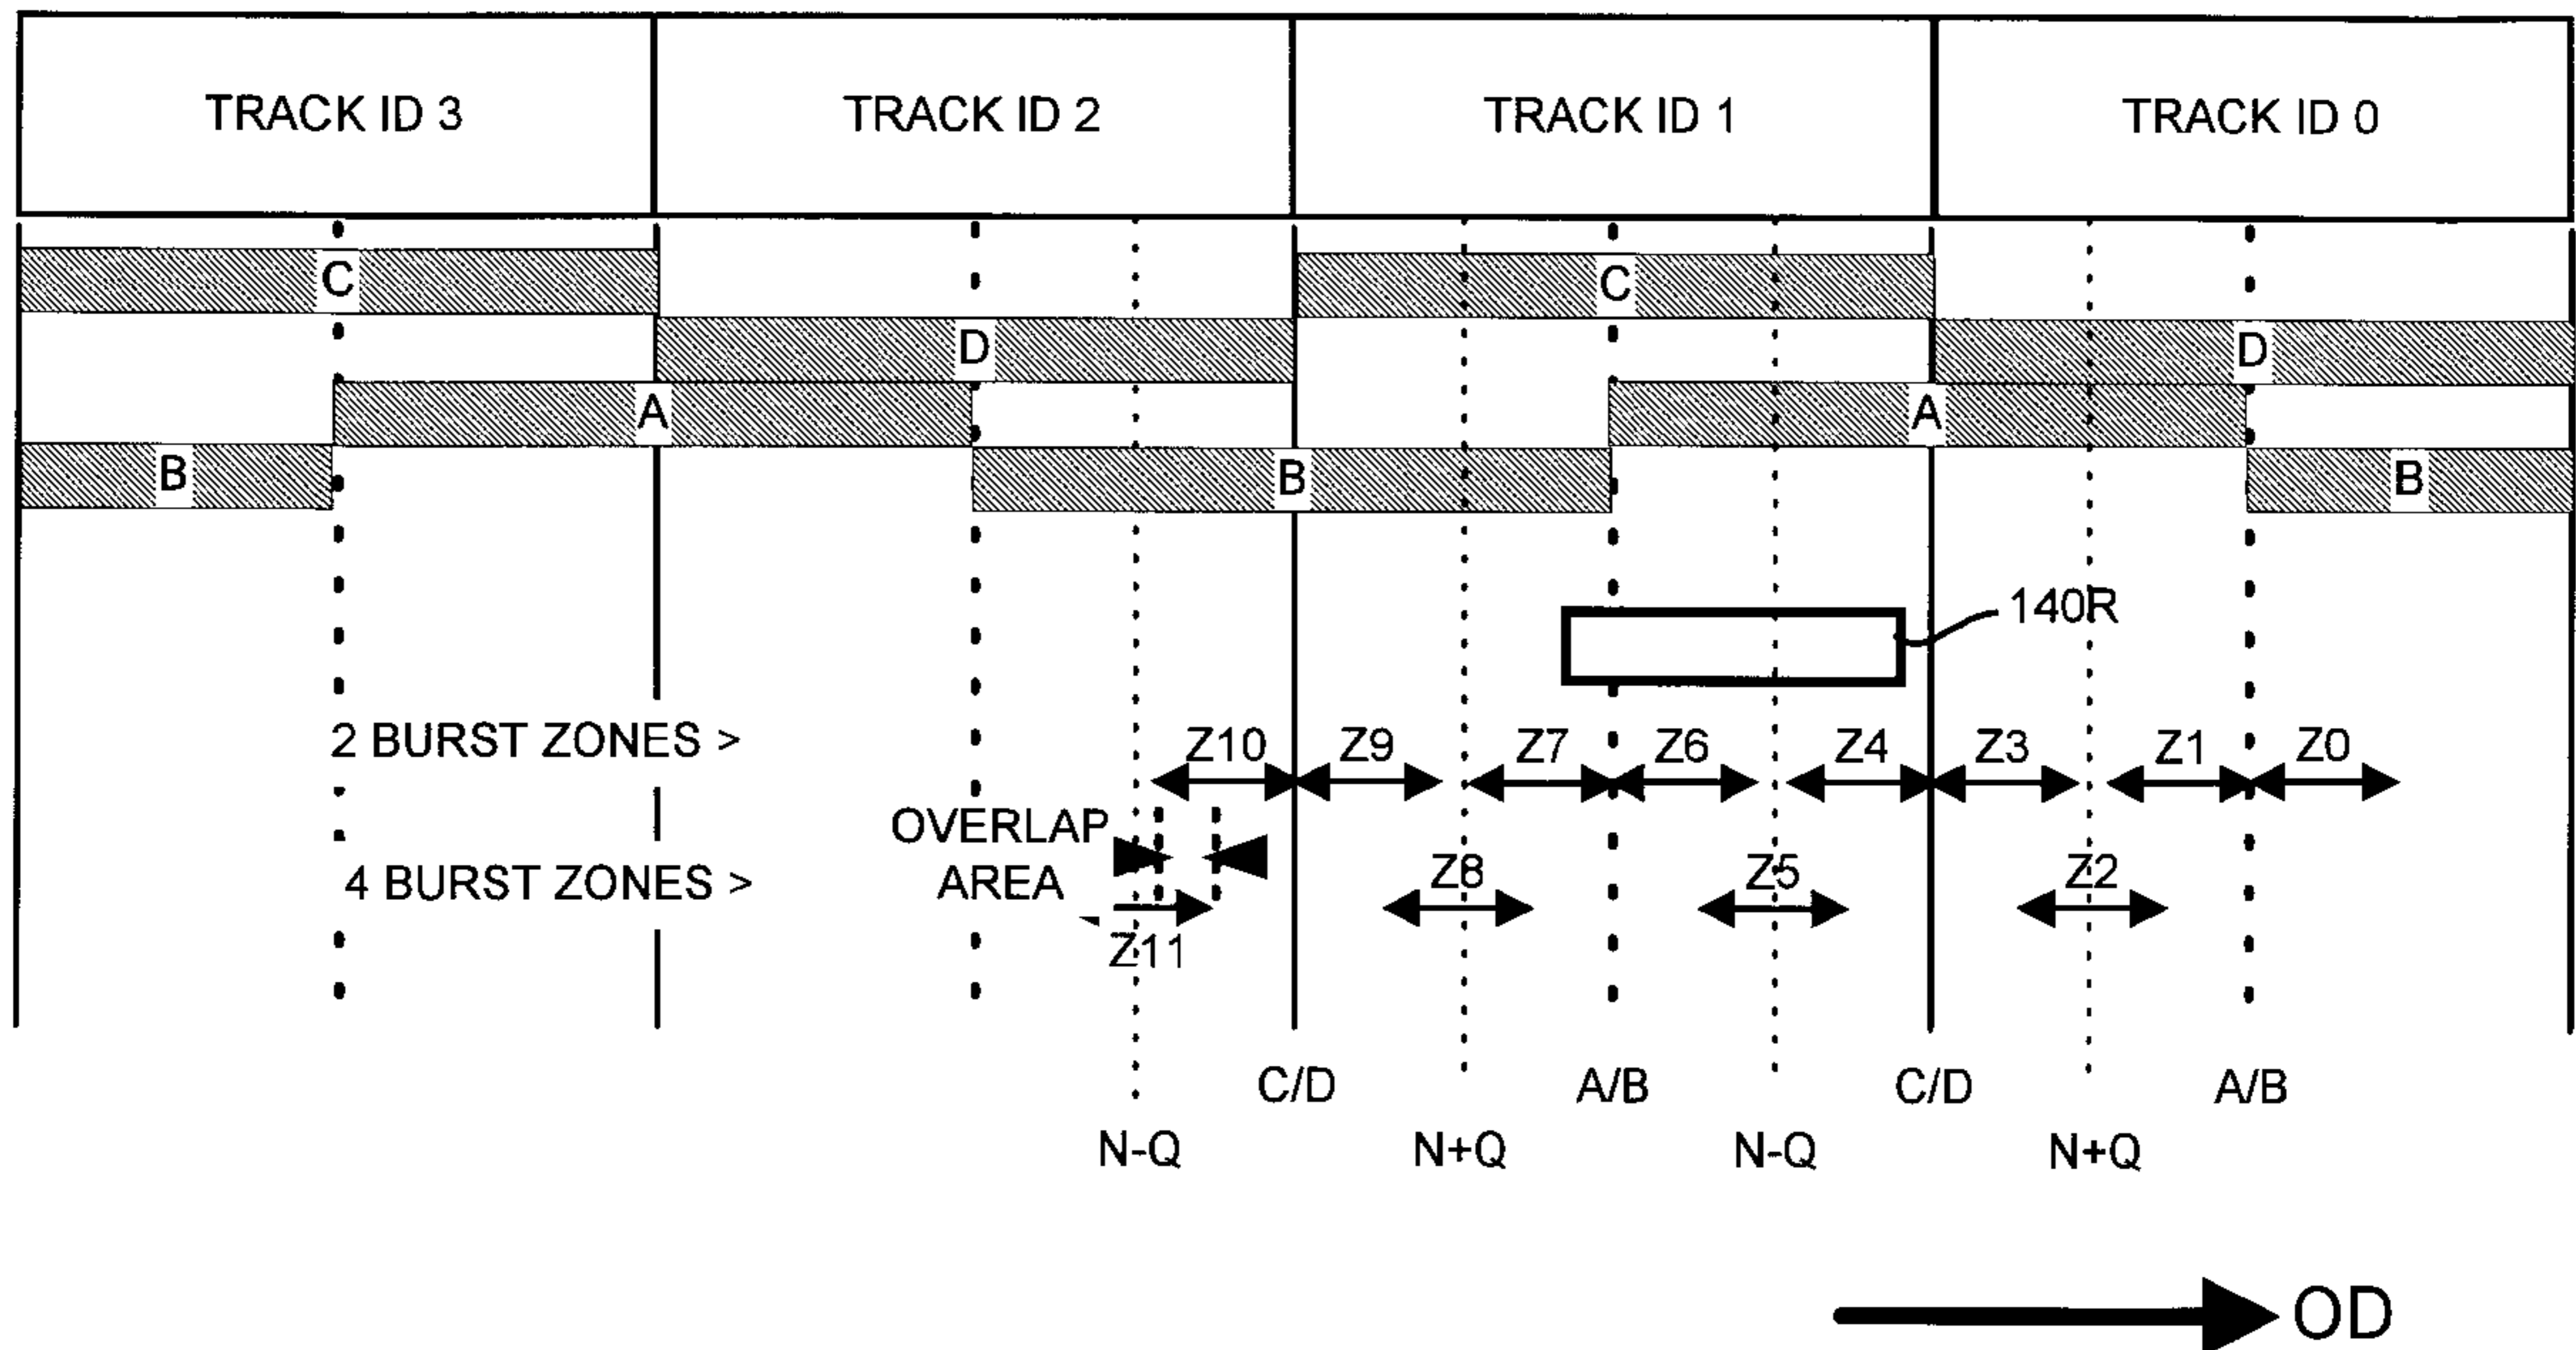 TRACK ID 3 TRACK ID 2 TRACK ID 1 TRACK ID 0
C C
D D
A A
B B B
140R
2 BURST ZONES > Z10 Z9 Z7 Z6 Z4 Z3 Z1 Z0
OVERLAP
AREA
4 BURST ZONES > Z8 Z5 Z2
Z11
C/D A/B C/D A/B
N-Q N+Q N-Q N+Q
OD